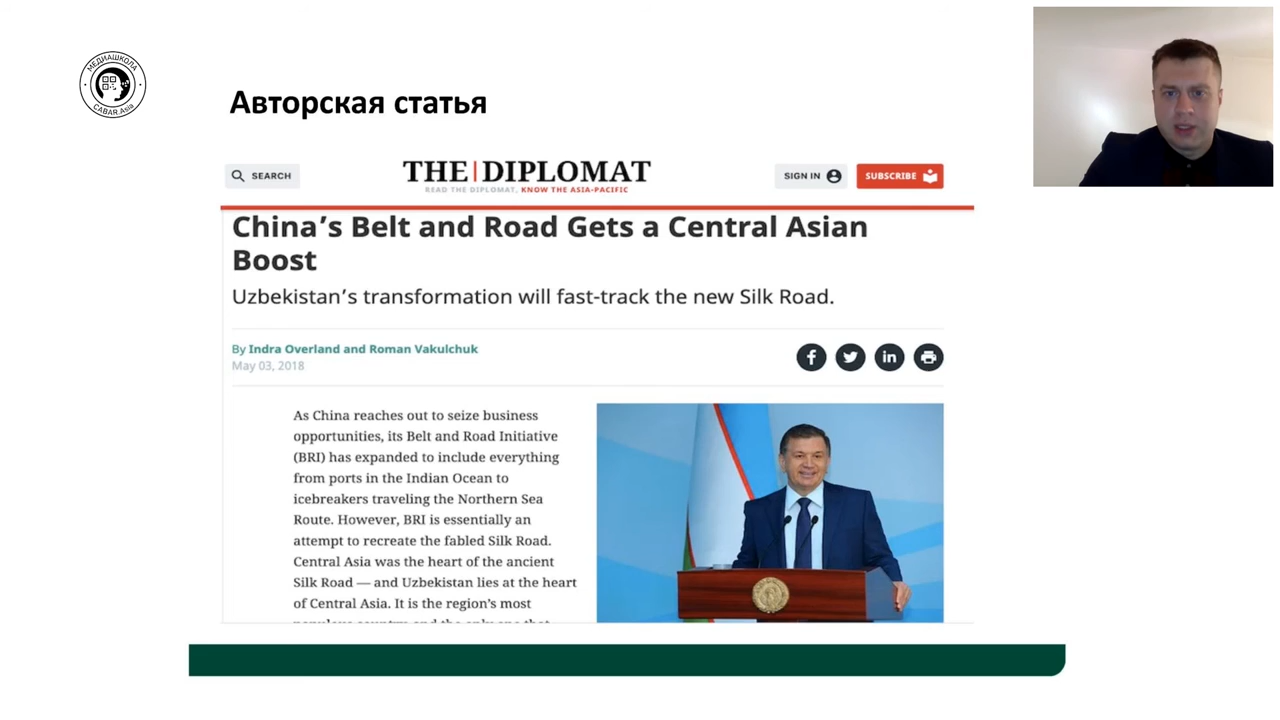 МЕДИАШКОЛА
CABAR.Asia
Авторская статья
SEARCH
THE|DIPLOMAT
READ THE DIPLOMAT, KNOW THE ASIA-PACIFIC
SIGN IN
SUBSCRIBE
China’s Belt and Road Gets a Central Asian
Boost
Uzbekistan’s transformation will fast-track the new Silk Road.
By Indra Overland and Roman Vakulchuk
May 03, 2018
As China reaches out to seize business
opportunities, its Belt and Road Initiative
(BRI) has expanded to include everything
from ports in the Indian Ocean to
icebreakers traveling the Northern Sea
Route. However, BRI is essentially an
attempt to recreate the fabled Silk Road.
Central Asia was the heart of the ancient
Silk Road — and Uzbekistan lies at the heart
of Central Asia. It is the region’s most